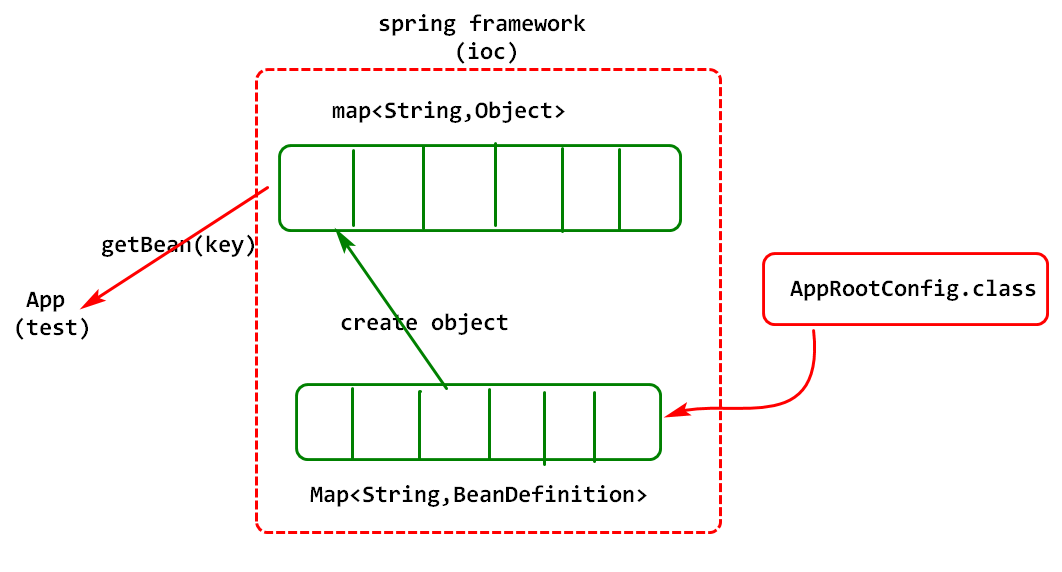 spring framework
(ioc)
map<String,Object>
getBean(key)
App
(test)
AppRootConfig.class
create object
Map<String,BeanDefinition>